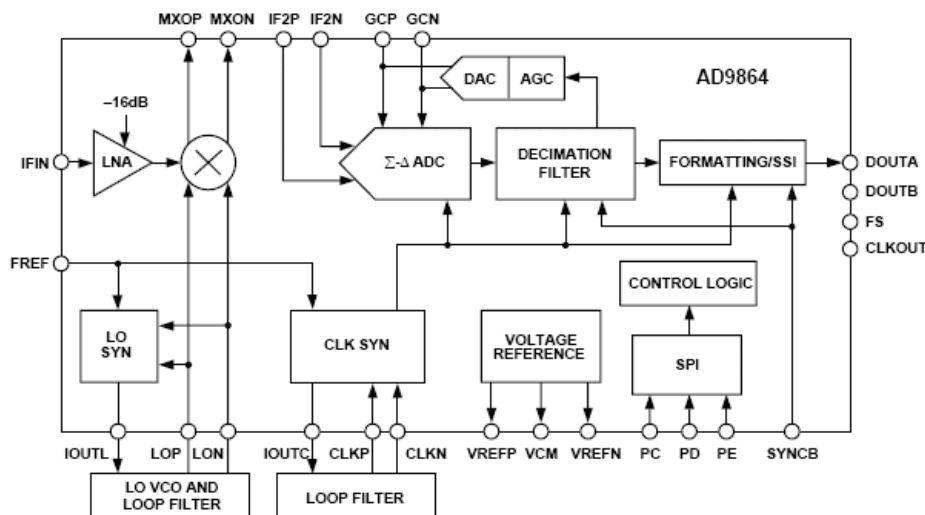 MXOP MXON IF2P IF2N GCP GCN
AD9864
DAC AGC
–16dB
IFIN
LNA
Σ-Δ ADC
DECIMATION
FILTER
FORMATTING/SSI
DOUTA
DOUTB
FS
CLKOUT
FREF
CONTROL LOGIC
LO
SYN
CLK SYN
VOLTAGE
REFERENCE
SPI
IOUTL LOP LON IOUTC CLKP CLKN VREFP VCM VREFN PC PD PE SYNCB
LO VCO AND
LOOP FILTER
LOOP FILTER